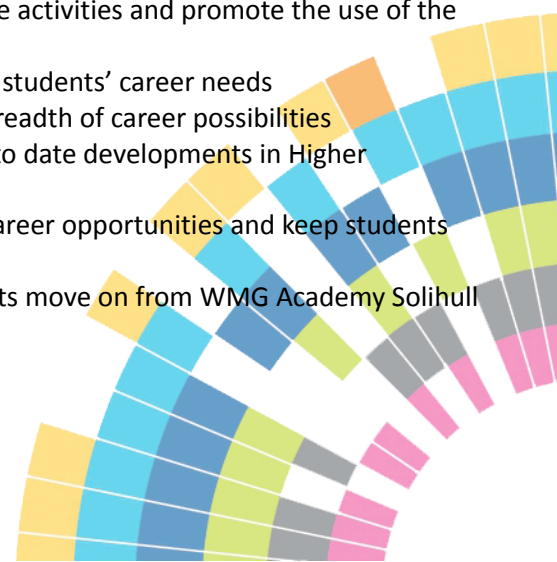 e activities and promote the use of the
students’ career needs
readth of career possibilities
to date developments in Higher
areer opportunities and keep students
ts move on from WMG Academy Solihull